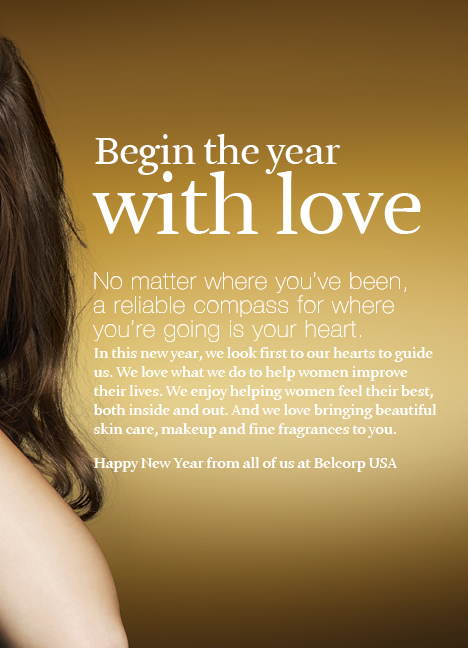 Begin the year
with love
No matter where you've been,
a reliable compass for where
you're going is your heart.
In this new year, we look first to our hearts to guide
us. We love what we do to help women improve
their lives. We enjoy helping women feel their best,
both inside and out. And we love bringing beautiful
skin care, makeup and fine fragrances to you.
Happy New Year from all of us at Belcorp USA